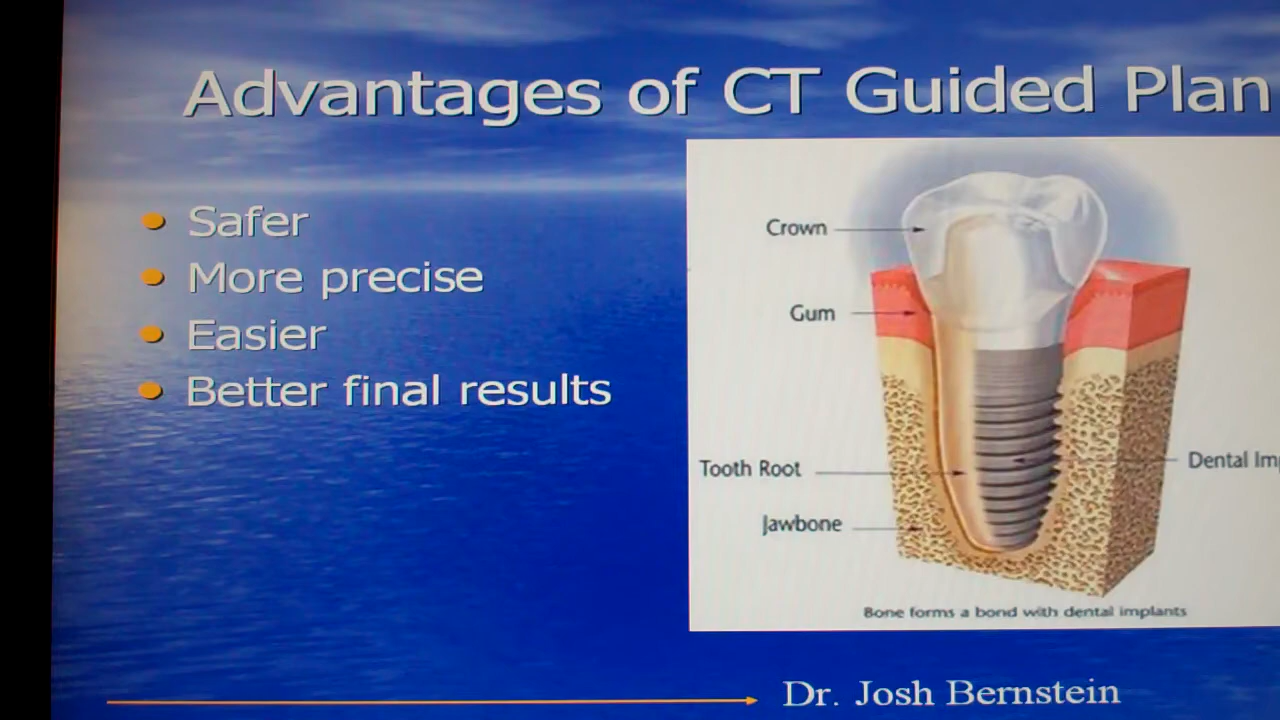 Advantages of CT Guided Plan
Safer
More precise
Easier
Better final results
Crown
Gum
Tooth Root
Dental Im
Jawbone
Bone forms a bond with dental implants
Dr. Josh Bernstein